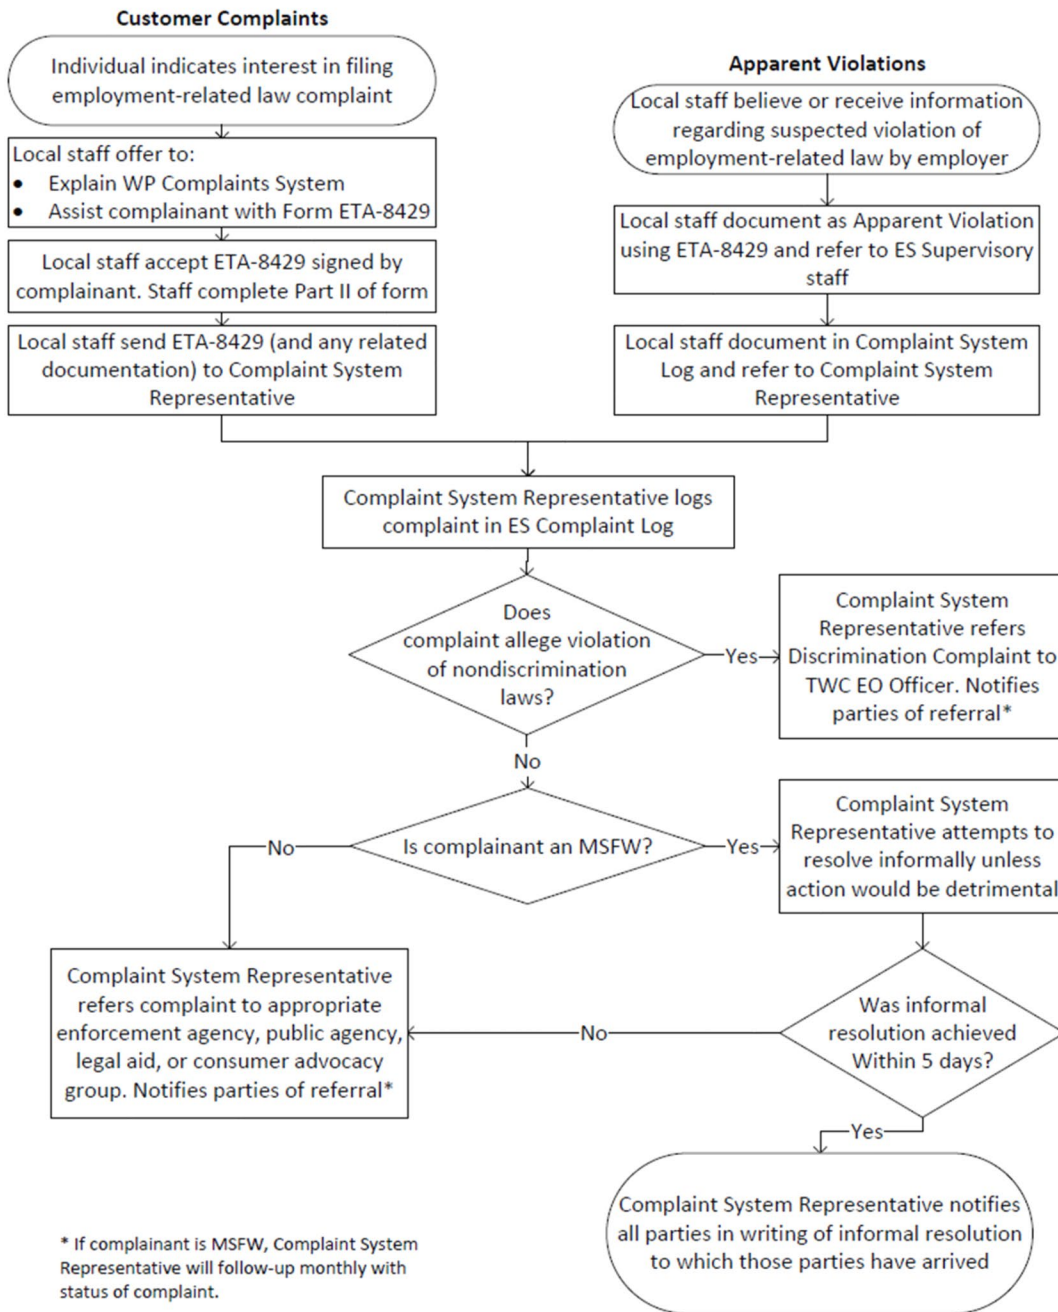 Customer Complaints
Individual indicates interest in filing
employment-related law complaint
Local staff offer to:
• Explain WP Complaints System
• Assist complainant with Form ETA-8429
Local staff accept ETA-8429 signed by
complainant. Staff complete Part II of form
Local staff send ETA-8429 (and any related
documentation) to Complaint System
Representative
Apparent Violations
Local staff believe or receive information
regarding suspected violation of
employment-related law by employer
Local staff document as Apparent Violation
using ETA-8429 and refer to ES Supervisory
staff
Local staff document in Complaint System
Log and refer to Complaint System
Representative
Complaint System Representative logs
complaint in ES Complaint Log
Does
complaint allege violation
of nondiscrimination
laws?
Yes
Complaint System
Representative refers
Discrimination Complaint to
TWC EO Officer. Notifies
parties of referral*
No
Is complainant an MSFW?
Yes
Complaint System
Representative attempts to
resolve informally unless
action would be detrimental
No
Complaint System Representative
refers complaint to appropriate
enforcement agency, public agency,
legal aid, or consumer advocacy
group. Notifies parties of referral*
Was informal
resolution achieved
Within 5 days?
No
Yes
Complaint System Representative notifies
all parties in writing of informal resolution
to which those parties have arrived
* If complainant is MSFW, Complaint System
Representative will follow-up monthly with
status of complaint.